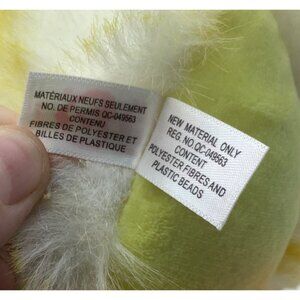 MATÉRIAUX NEUFS SEULEMENT
NO. DE PERMIS QC-049563
CONTENU
FIBRES DE POLYESTER ET
BILLES DE PLASTIQUE
NEW MATERIAL ONLY
REG. NO. QC-049563
CONTENT
POLYESTER FIBRES AND
PLASTIC BEADS